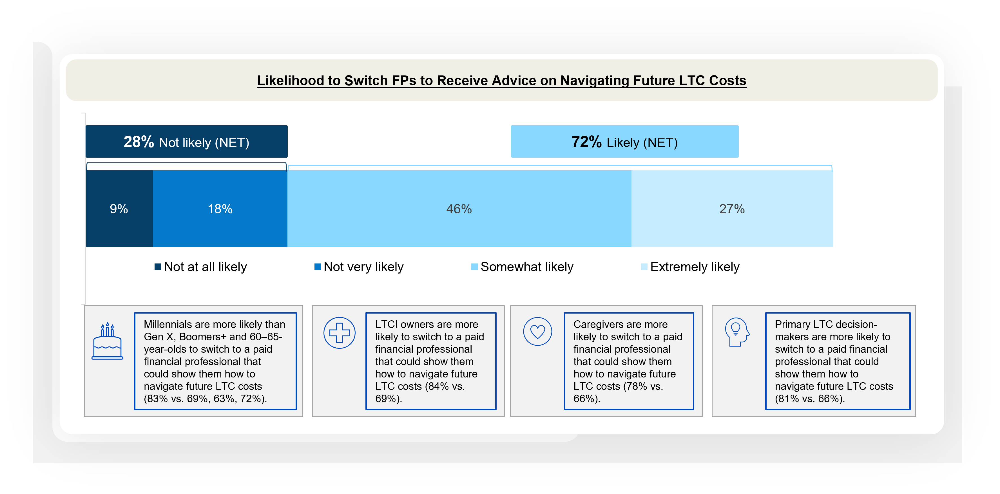 Likelihood to Switch FPs to Receive Advice on Navigating Future LTC Costs
28% Not likely (NET)
72% Likely (NET)
9%
18%
46%
27%
Not at all likely
Not very likely
Somewhat likely
Extremely likely
Millennials are more likely than
Gen X, Boomers+ and 60–65-
year-olds to switch to a paid
financial professional that
could show them how to
navigate future LTC costs
(83% vs. 69%, 63%, 72%).
LTCI owners are more
likely to switch to a paid
financial professional
that could show them
how to navigate future
LTC costs (84% vs.
69%).
Caregivers are more
likely to switch to a paid
financial professional
that could show them
how to navigate future
LTC costs (78% vs.
66%).
Primary LTC decision-
makers are more likely to
switch to a paid financial
professional that could
show them how to
navigate future LTC costs
(81% vs. 66%).